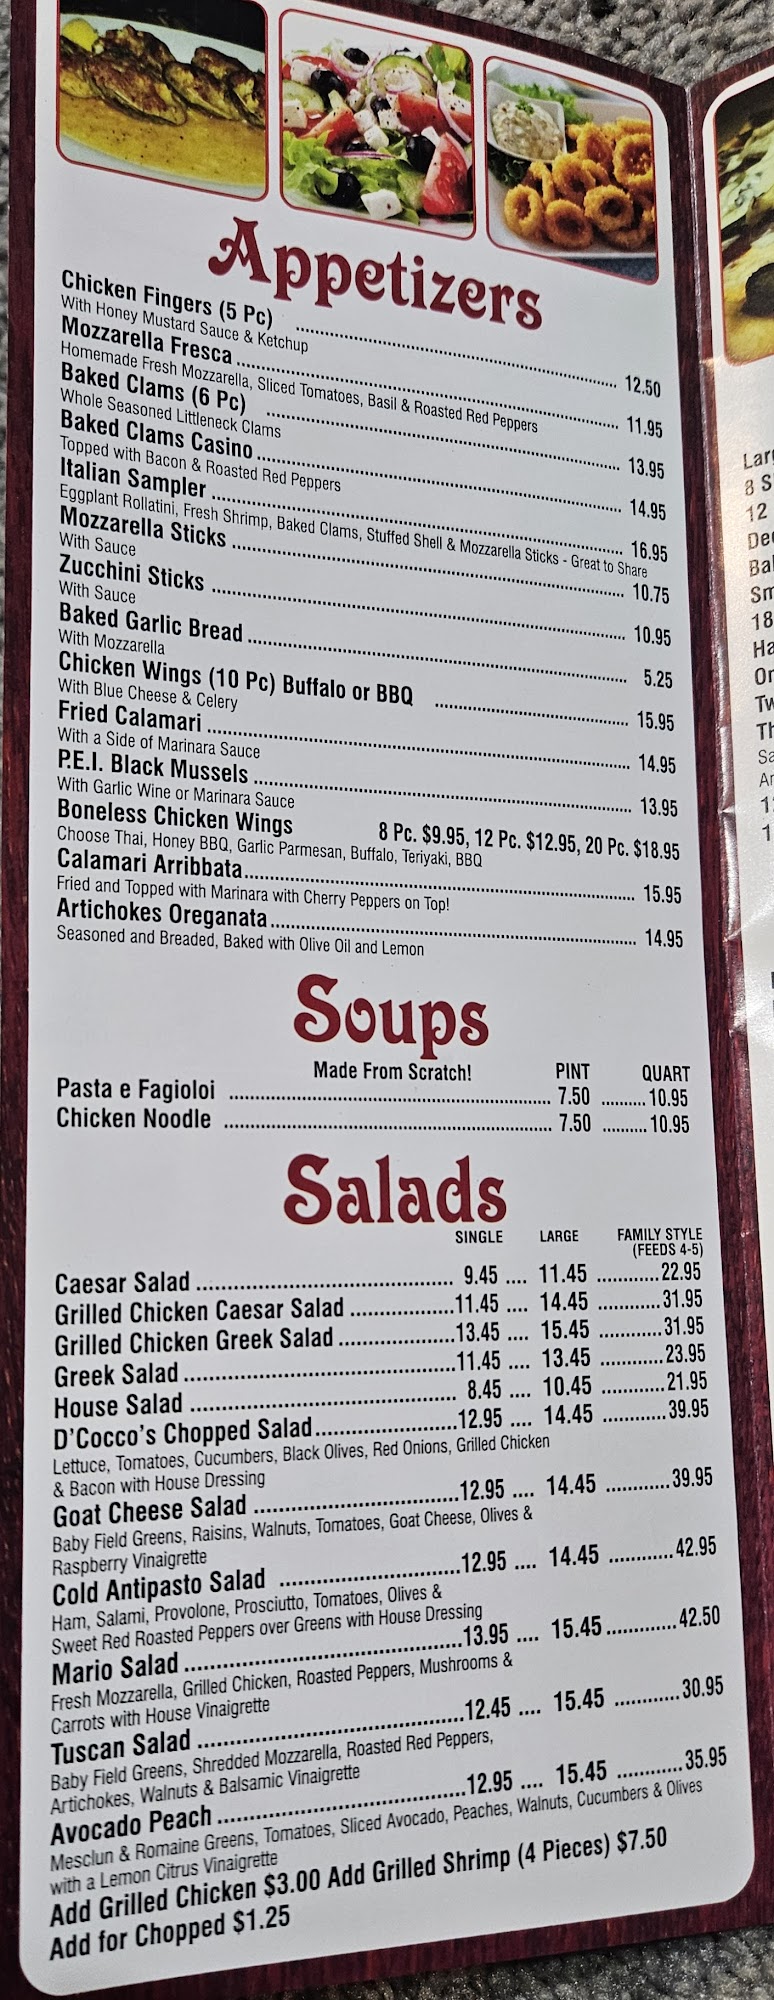 Appetizers
Chicken Fingers (5 Pc) 12.50
With Honey Mustard Sauce & Ketchup
Mozzarella Fresca 11.95
Homemade Fresh Mozzarella, Sliced Tomatoes, Basil & Roasted Red Peppers
Baked Clams (6 Pc) 13.95
Whole Seasoned Littleneck Clams
Baked Clams Casino 14.95
Topped with Bacon & Roasted Red Peppers
Italian Sampler 16.95
Eggplant Rollatini, Fresh Shrimp, Baked Clams, Stuffed Shell & Mozzarella Sticks - Great to Share
Mozzarella Sticks 10.75
With Sauce
Zucchini Sticks 10.95
With Sauce
Baked Garlic Bread 5.25
With Mozzarella
Chicken Wings (10 Pc) Buffalo or BBQ 15.95
With Blue Cheese & Celery
Fried Calamari 14.95
With a Side of Marinara Sauce
P.E.I. Black Mussels 13.95
With Garlic Wine or Marinara Sauce
Boneless Chicken Wings 8 Pc. $9.95, 12 Pc. $12.95, 20 Pc. $18.95
Choose Thai, Honey BBQ, Garlic Parmesan, Buffalo, Teriyaki, BBQ
Calamari Arribbata 15.95
Fried and Topped with Marinara with Cherry Peppers on Top!
Artichokes Oreganata 14.95
Seasoned and Breaded, Baked with Olive Oil and Lemon
Soups
Made From Scratch! PINT QUART
Pasta e Fagioloi 7.50 10.95
Chicken Noodle 7.50 10.95
Salads
SINGLE LARGE FAMILY STYLE
(FEEDS 4-5)
Caesar Salad 9.45 11.45 22.95
Grilled Chicken Caesar Salad 11.45 14.45 31.95
Grilled Chicken Greek Salad 13.45 15.45 31.95
Greek Salad 11.45 13.45 23.95
House Salad 8.45 10.45 21.95
D'Cocco's Chopped Salad 12.95 14.45 39.95
Lettuce, Tomatoes, Cucumbers, Black Olives, Red Onions, Grilled Chicken
& Bacon with House Dressing
Goat Cheese Salad 12.95 14.45 39.95
Baby Field Greens, Raisins, Walnuts, Tomatoes, Goat Cheese, Olives &
Raspberry Vinaigrette
Cold Antipasto Salad 12.95 14.45 42.95
Ham, Salami, Provolone, Prosciutto, Tomatoes, Olives &
Sweet Red Roasted Peppers over Greens with House Dressing
Mario Salad 13.95 15.45 42.50
Fresh Mozzarella, Grilled Chicken, Roasted Peppers, Mushrooms &
Carrots with House Vinaigrette
Tuscan Salad 12.45 15.45 30.95
Baby Field Greens, Shredded Mozzarella, Roasted Red Peppers,
Artichokes, Walnuts & Balsamic Vinaigrette
Avocado Peach 12.95 15.45 35.95
Mesclun & Romaine Greens, Tomatoes, Sliced Avocado, Peaches, Walnuts, Cucumbers & Olives
with a Lemon Citrus Vinaigrette
Add Grilled Chicken $3.00 Add Grilled Shrimp (4 Pieces) $7.50
Add for Chopped $1.25
8
12
18